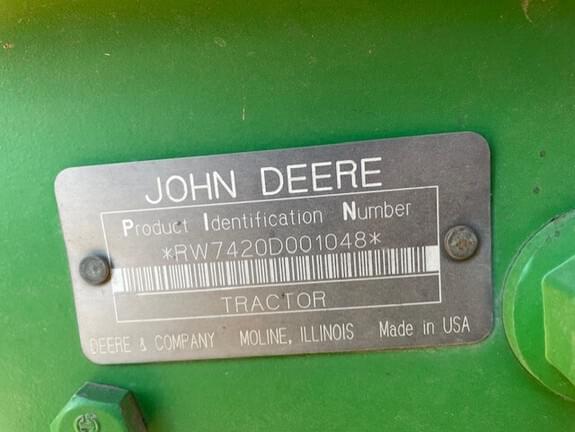 JOHN DEERE
Product Identification Number
*RW7420D001048*
TRACTOR
DEERE & COMPANY MOLINE, ILLINOIS Made in USA